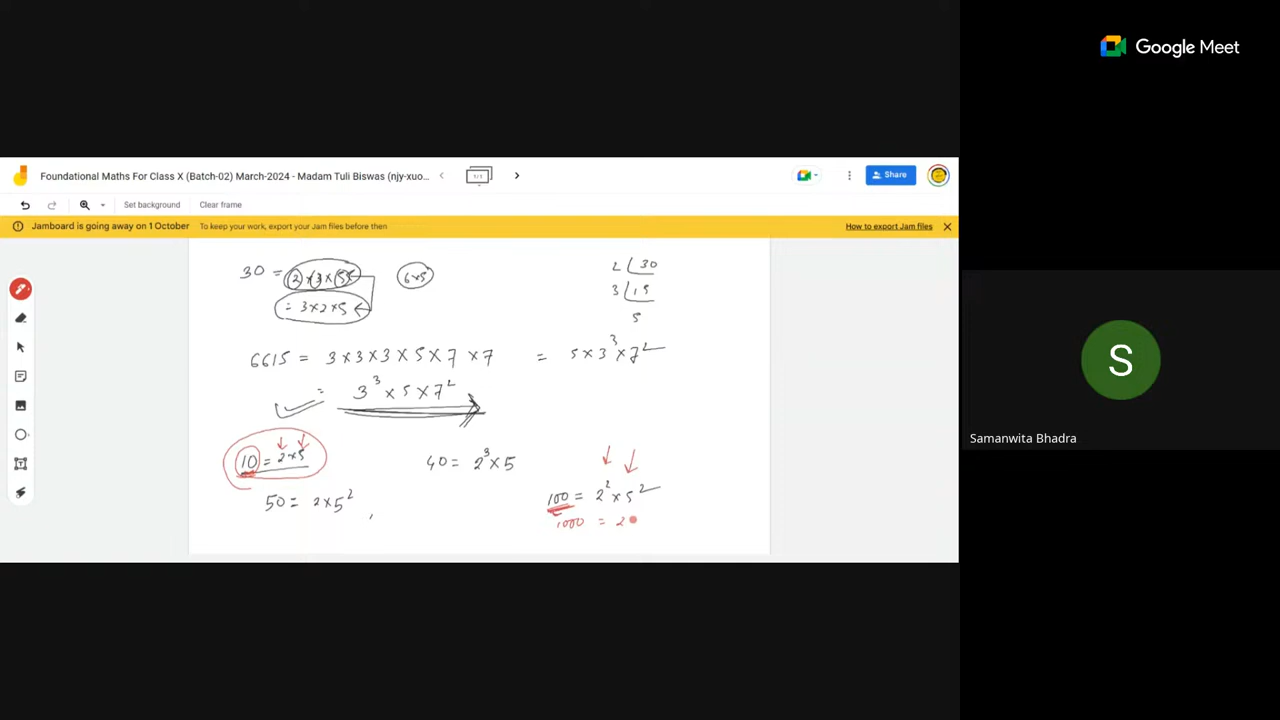 Google Meet
Foundational Maths For Class X (Batch-02) March-2024 - Madam Tuli Biswas (njy-xuo...
1/1
Share
Set background
Clear frame
Jamboard is going away on 1 October
To keep your work, export your Jam files before then
How to export Jam files
30 = 2 × 3 × 5
6×5
= 3×2×5
2 | 30
3 | 15
5
6615 = 3 × 3 × 3 × 5 × 7 × 7 = 5 × 3³ × 7²
= 3³ × 5 × 7²
10 = 2 × 5
40 = 2³ × 5
50 = 2 × 5²
100 = 2² × 5²
1000 = 2
S
Samanwita Bhadra